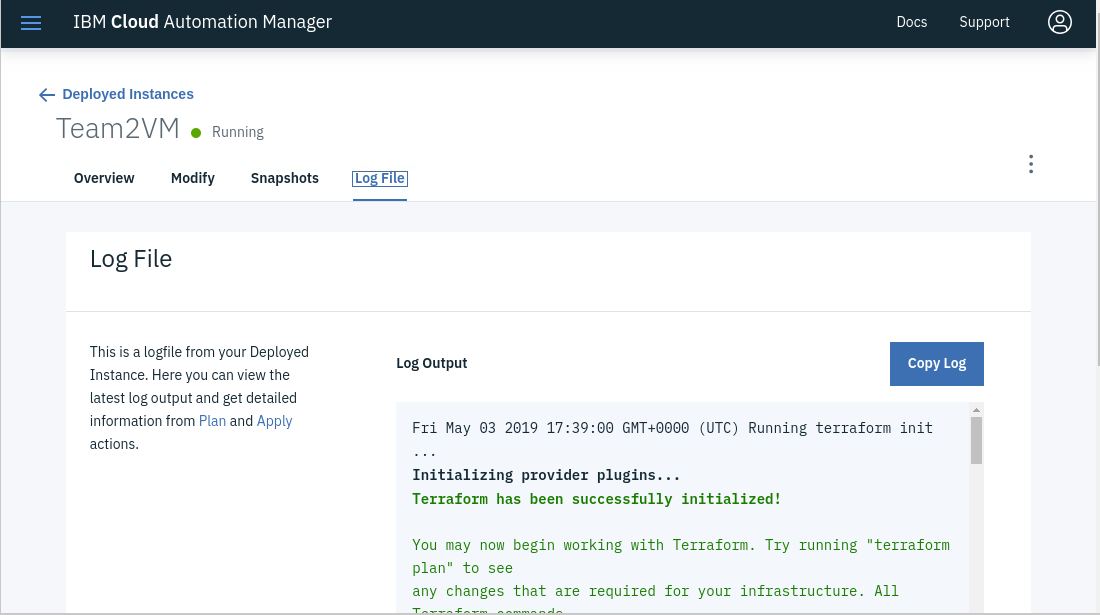 IBM Cloud Automation Manager Docs Support
Deployed Instances
Team2VM Running
Overview Modify Snapshots Log File
Log File
This is a logfile from your Deployed
Instance. Here you can view the
latest log output and get detailed
information from Plan and Apply
actions.
Log Output Copy Log
Fri May 03 2019 17:39:00 GMT+0000 (UTC) Running terraform init
...
Initializing provider plugins...
Terraform has been successfully initialized!
You may now begin working with Terraform. Try running "terraform
plan" to see
any changes that are required for your infrastructure. All
Terraform commands